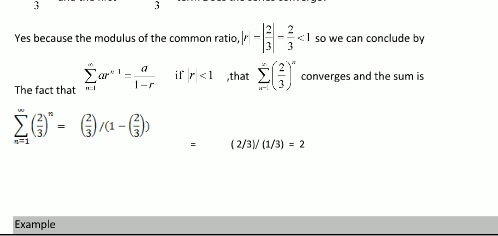 Yes because the modulus of the common ratio, |r| = |2/3| = 2/3 < 1 so we can conclude by
The fact that ∑_{n=1}^{∞} ar^{n-1} = a/(1-r) if |r| < 1 ,that ∑_{n=1}^{∞} (2/3)^n converges and the sum is
∑_{n=1}^{∞} (2/3)^n = (2/3)/(1 − (2/3))
= (2/3)/ (1/3) = 2
Example